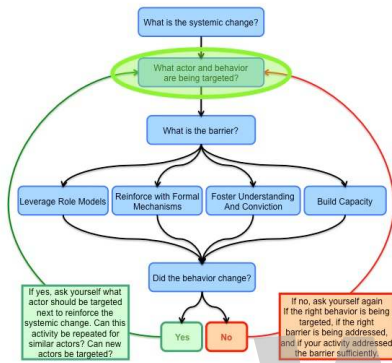 What is the systemic change?
What actor and behavior
are being targeted?
What is the barrier?
Leverage Role Models
Reinforce with Formal
Mechanisms
Foster Understanding
And Conviction
Build Capacity
Did the behavior change?
Yes
No
If yes, ask yourself what
actor should be targeted
next to reinforce the
systemic change. Can this
activity be repeated for
similar actors? Can new
actors be targeted?
If no, ask yourself again
If the right behavior is being
targeted, if the right
barrier is being addressed,
and if your activity addressed
the barrier sufficiently.